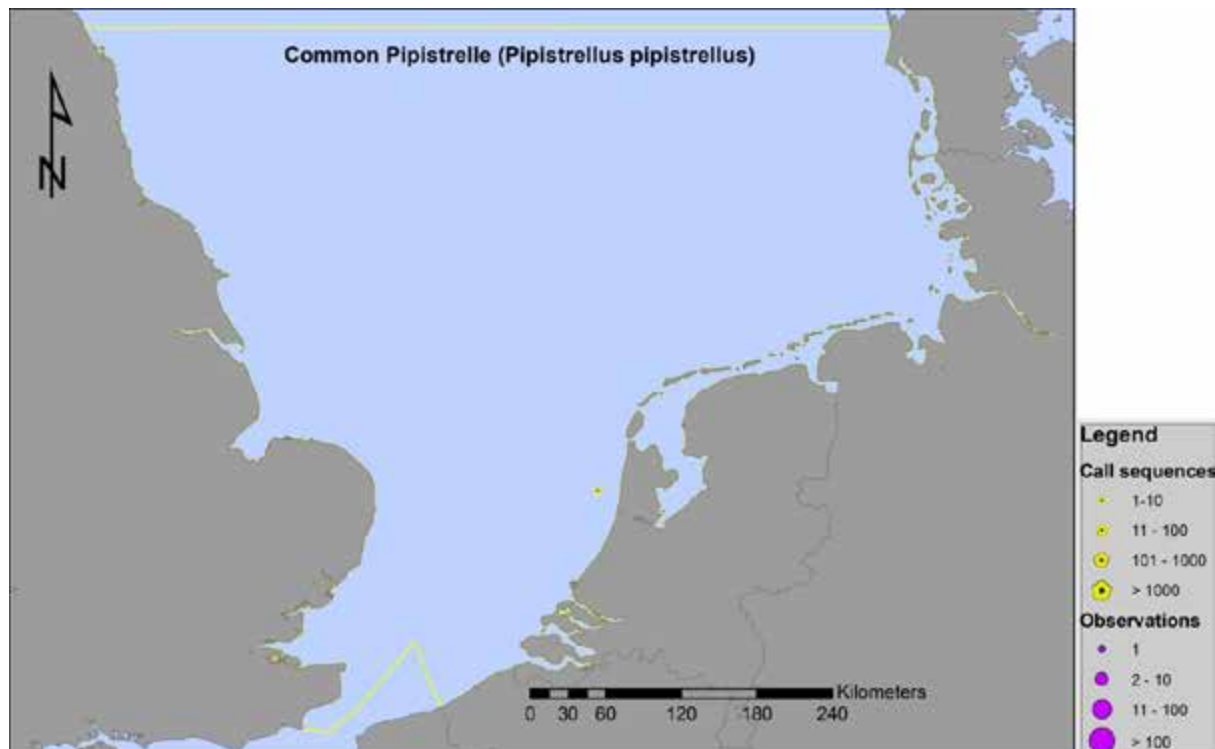 Common Pipistrelle (Pipistrellus pipistrellus)
N
Kilometers
0 30 60 120 180 240
Legend
Call sequences
1-10
11 - 100
101 - 1000
> 1000
Observations
1
2 - 10
11 - 100
> 100